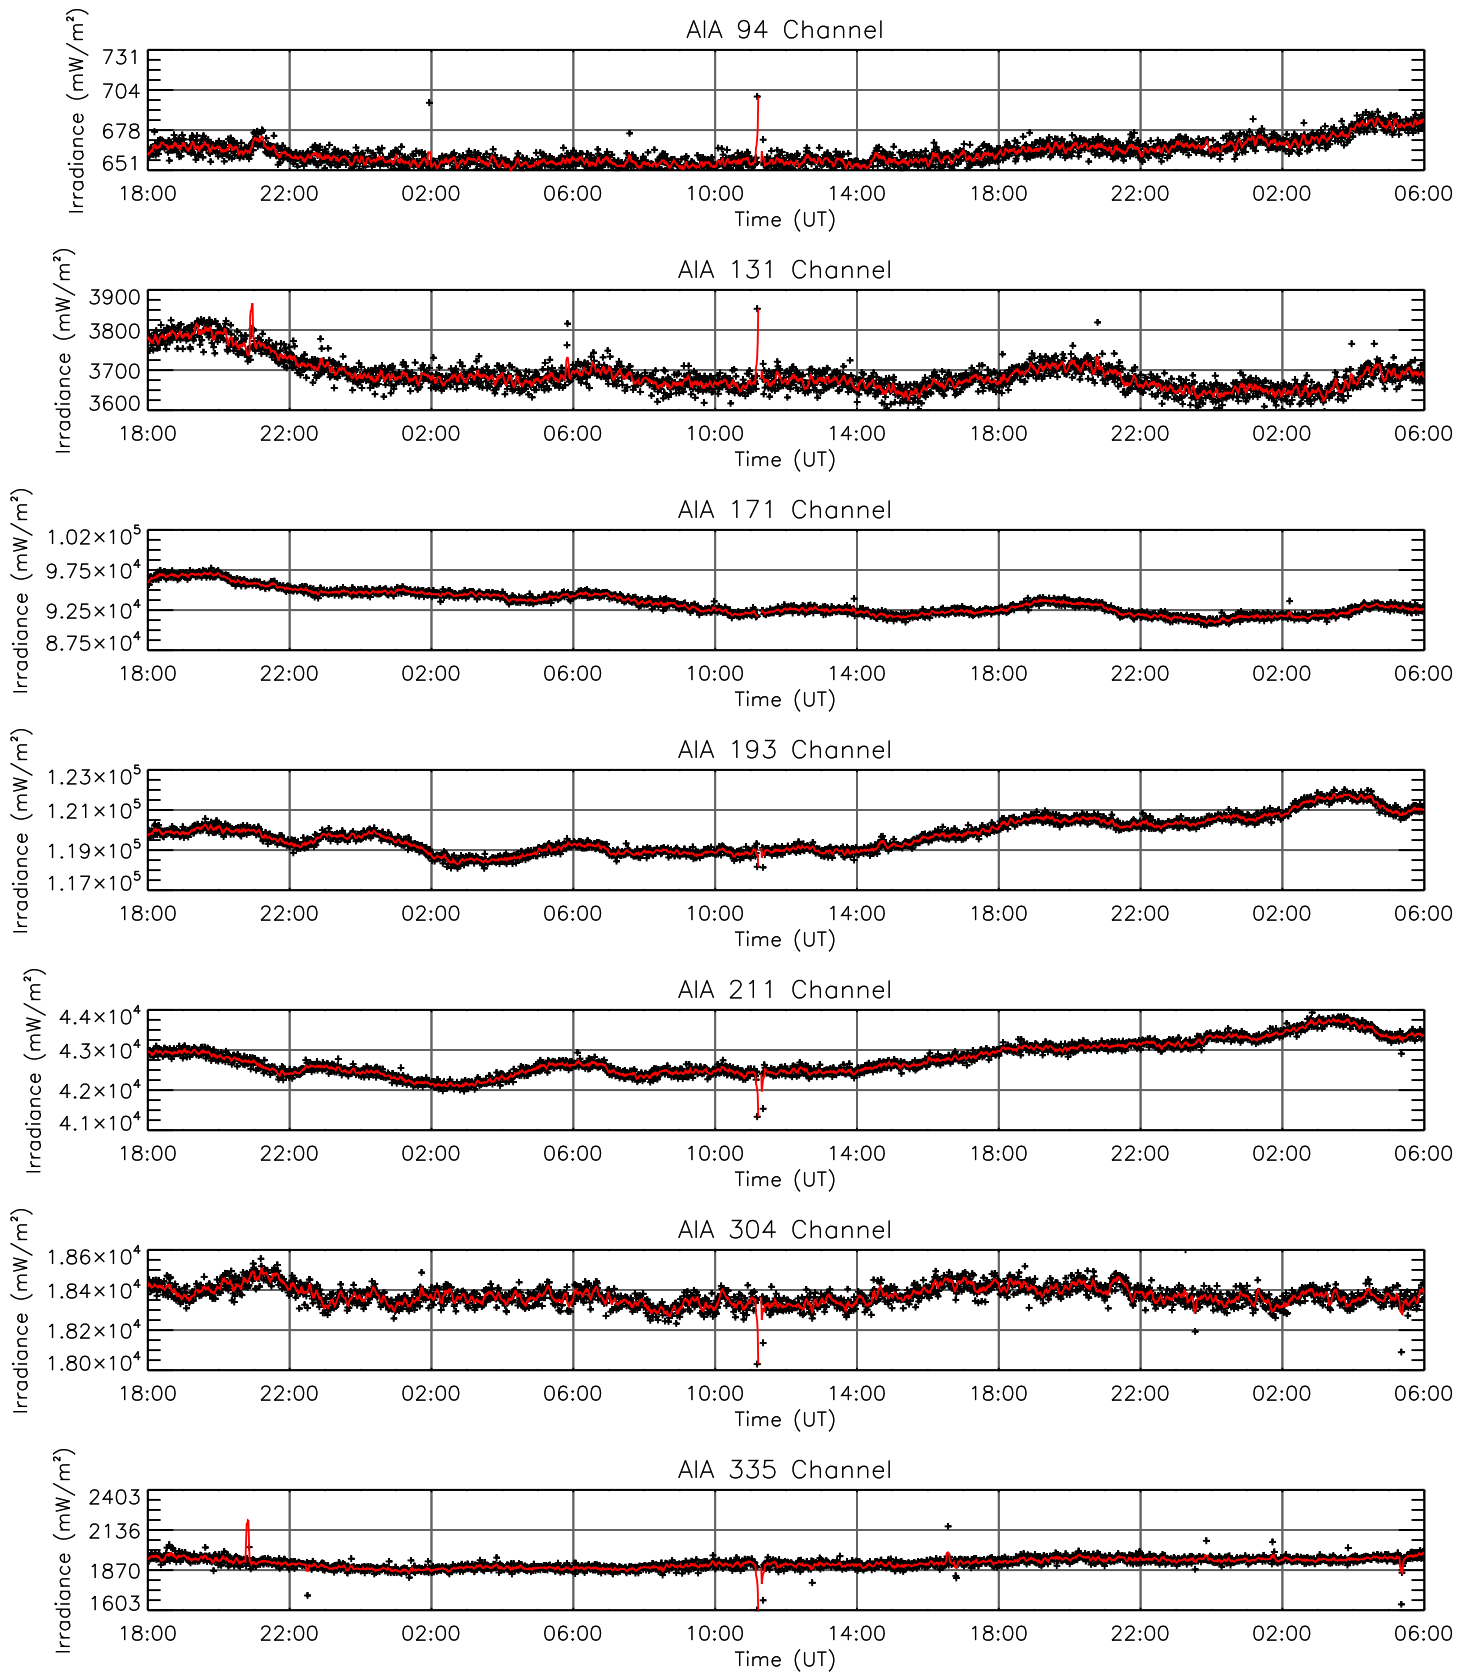 AIA 94 Channel
Irradiance (mW/m²)
731
704
678
651
18:00 22:00 02:00 06:00 10:00 14:00 18:00 22:00 02:00 06:00
Time (UT)
AIA 131 Channel
Irradiance (mW/m²)
3900
3800
3700
3600
18:00 22:00 02:00 06:00 10:00 14:00 18:00 22:00 02:00 06:00
Time (UT)
AIA 171 Channel
Irradiance (mW/m²)
1.02×10⁵
9.75×10⁴
9.25×10⁴
8.75×10⁴
18:00 22:00 02:00 06:00 10:00 14:00 18:00 22:00 02:00 06:00
Time (UT)
AIA 193 Channel
Irradiance (mW/m²)
1.23×10⁵
1.21×10⁵
1.19×10⁵
1.17×10⁵
18:00 22:00 02:00 06:00 10:00 14:00 18:00 22:00 02:00 06:00
Time (UT)
AIA 211 Channel
Irradiance (mW/m²)
4.4×10⁴
4.3×10⁴
4.2×10⁴
4.1×10⁴
18:00 22:00 02:00 06:00 10:00 14:00 18:00 22:00 02:00 06:00
Time (UT)
AIA 304 Channel
Irradiance (mW/m²)
1.86×10⁴
1.84×10⁴
1.82×10⁴
1.80×10⁴
18:00 22:00 02:00 06:00 10:00 14:00 18:00 22:00 02:00 06:00
Time (UT)
AIA 335 Channel
Irradiance (mW/m²)
2403
2136
1870
1603
18:00 22:00 02:00 06:00 10:00 14:00 18:00 22:00 02:00 06:00
Time (UT)